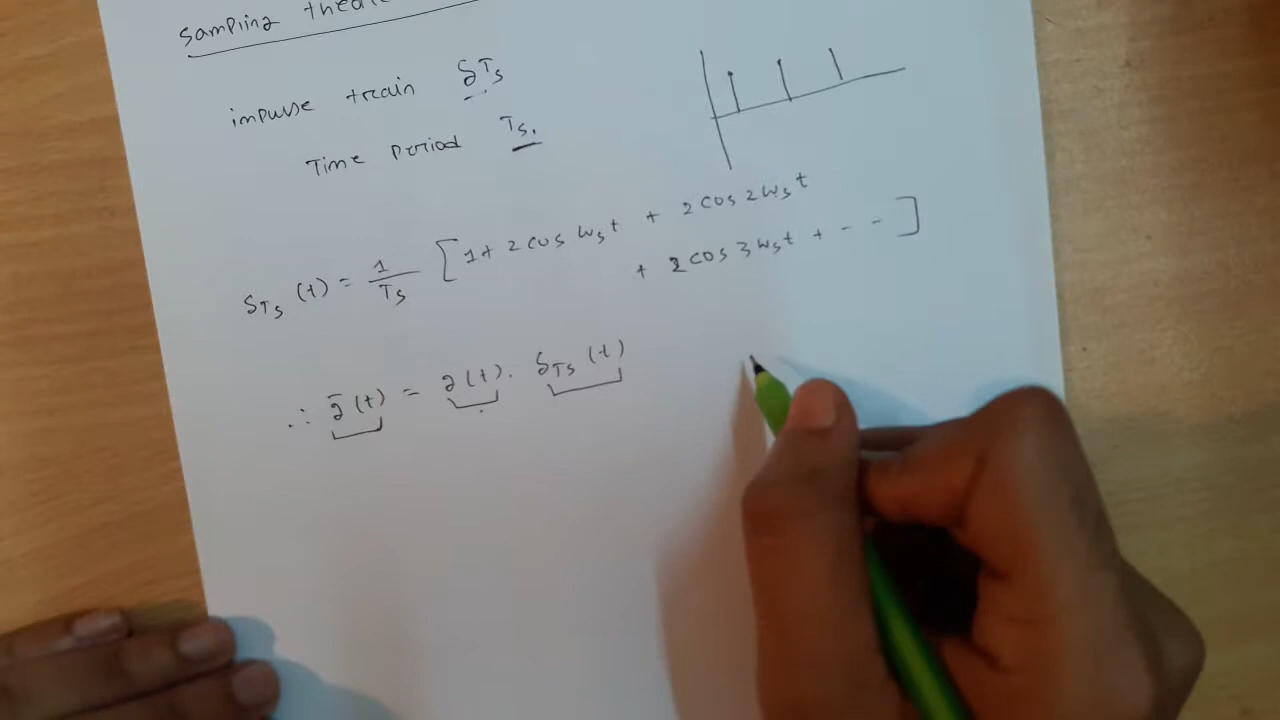 sampling
impulse train δTs
Time Period Ts.
δTs (t) = 1/Ts [1 + 2 cos ωst + 2 cos 2ωst
+ 2 cos 3ωst + - - ]
∴ g̅(t) = g(t). δTs (t)